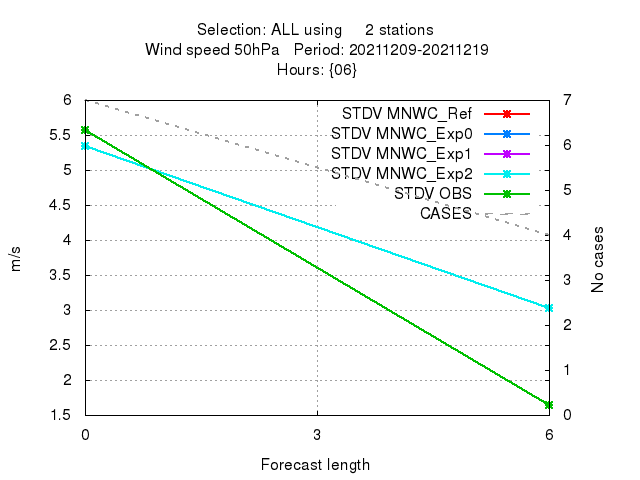 Selection: ALL using 2 stations
Wind speed 50hPa Period: 20211209-20211219
Hours: {06}
STDV MNWC_Ref
STDV MNWC_Exp0
STDV MNWC_Exp1
STDV MNWC_Exp2
STDV OBS
CASES
6
5.5
5
4.5
4
3.5
3
2.5
2
1.5
m/s
7
6
5
4
3
2
1
0
No cases
0 3 6
Forecast length